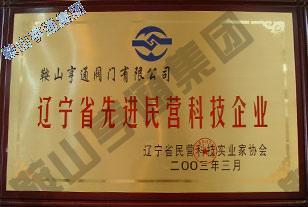 鞍山亨通阀门有限公司
辽宁省先进民营科技企业
辽宁省民营科技实业家协会
二〇〇三年三月